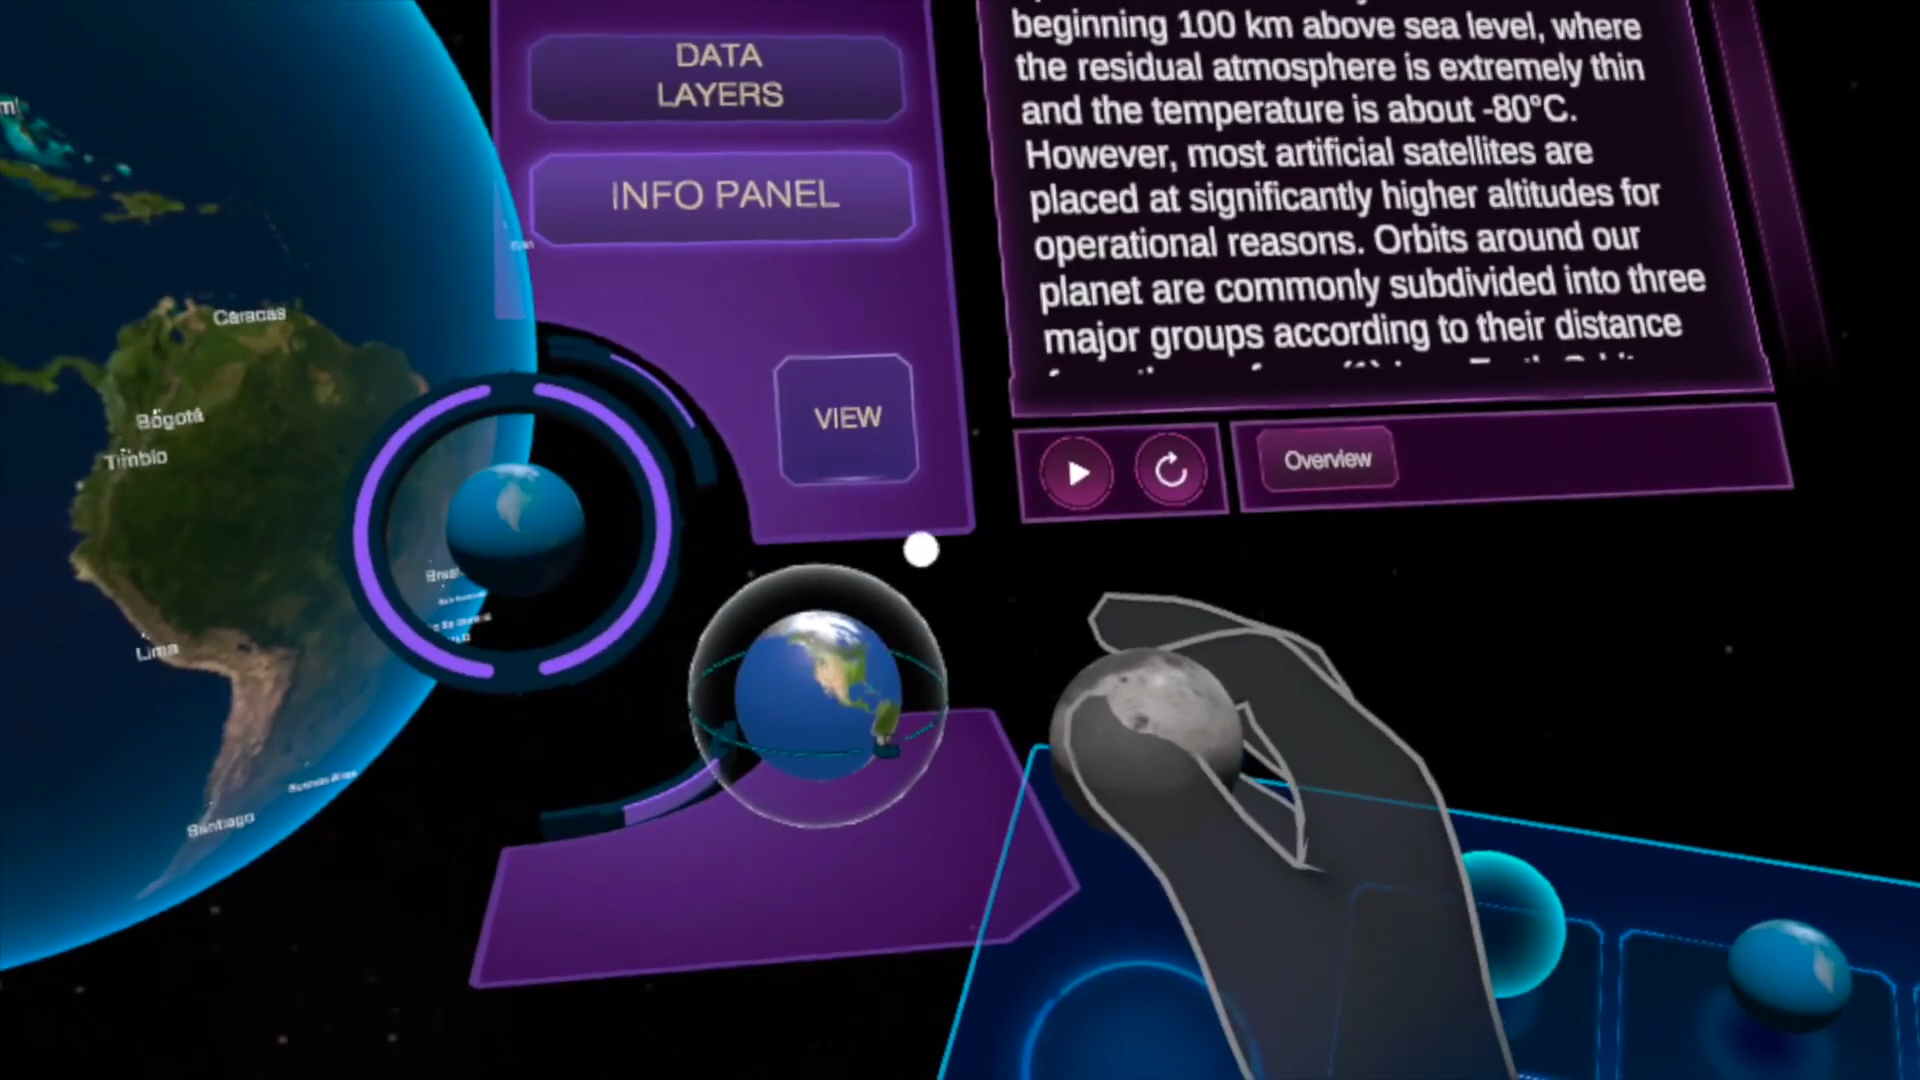 DATA
LAYERS
INFO PANEL
VIEW
beginning 100 km above sea level, where
the residual atmosphere is extremely thin
and the temperature is about -80°C.
However, most artificial satellites are
placed at significantly higher altitudes for
operational reasons. Orbits around our
planet are commonly subdivided into three
major groups according to their distance
Overview
Caracas
Bogotá
Timbío
Lima
Buenos Aires
Santiago